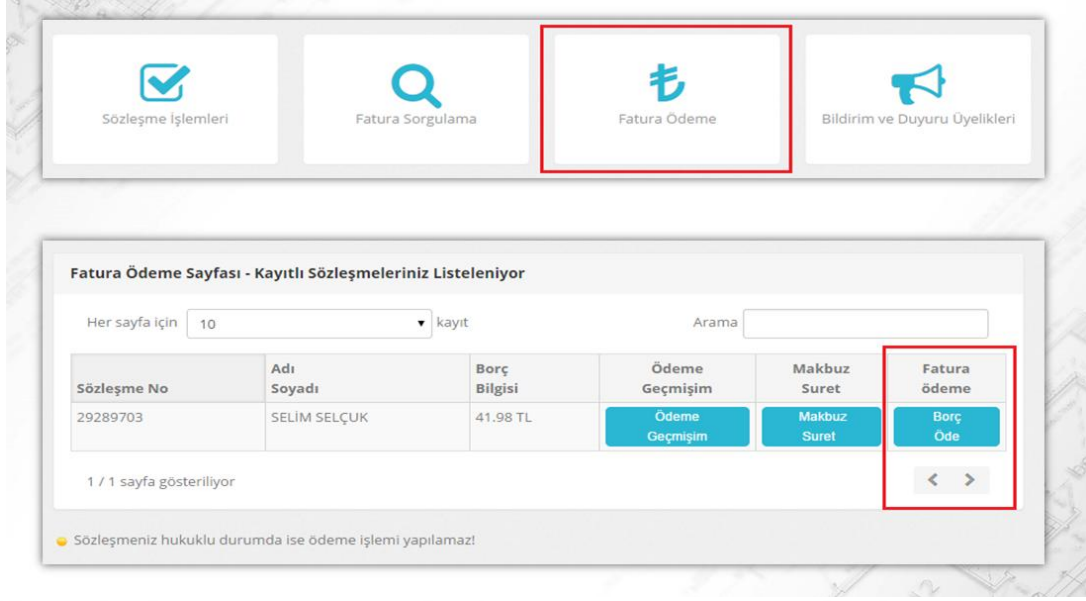 Sözleşme İşlemleri
Fatura Sorgulama
Fatura Ödeme
Bildirim ve Duyuru Üyelikleri
Fatura Ödeme Sayfası - Kayıtlı Sözleşmeleriniz Listeleniyor
Her sayfa için 10 kayıt
Arama
Sözleşme No
Adı
Soyadı
Borç
Bilgisi
Ödeme
Geçmişim
Makbuz
Suret
Fatura
ödeme
29289703
SELİM SELÇUK
41.98 TL
Ödeme
Geçmişim
Makbuz
Suret
Borç
Öde
1 / 1 sayfa gösteriliyor
Sözleşmeniz hukuklu durumda ise ödeme işlemi yapılamaz!